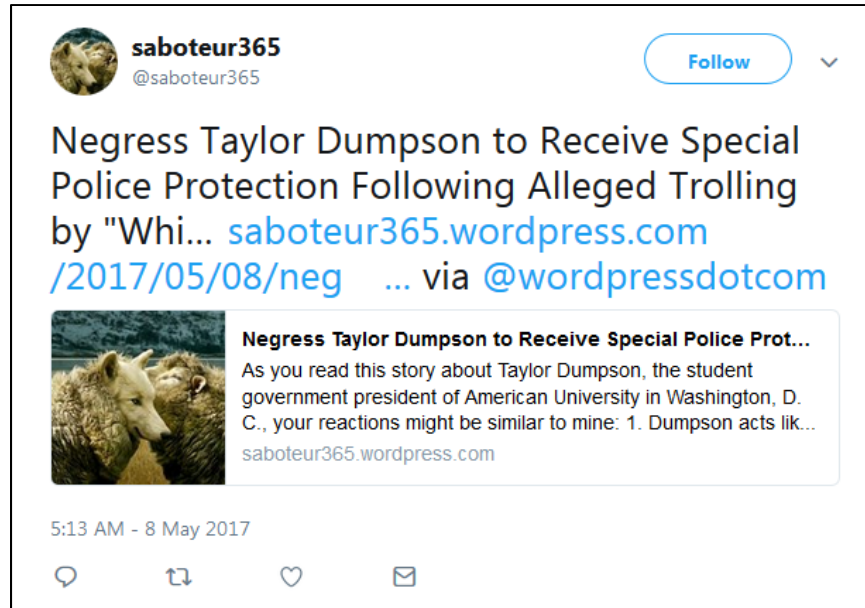 saboteur365
@saboteur365
Follow
Negress Taylor Dumpson to Receive Special
Police Protection Following Alleged Trolling
by "Whi... saboteur365.wordpress.com
/2017/05/08/neg ... via @wordpressdotcom
Negress Taylor Dumpson to Receive Special Police Prot...
As you read this story about Taylor Dumpson, the student
government president of American University in Washington, D.
C., your reactions might be similar to mine: 1. Dumpson acts lik...
saboteur365.wordpress.com
5:13 AM - 8 May 2017